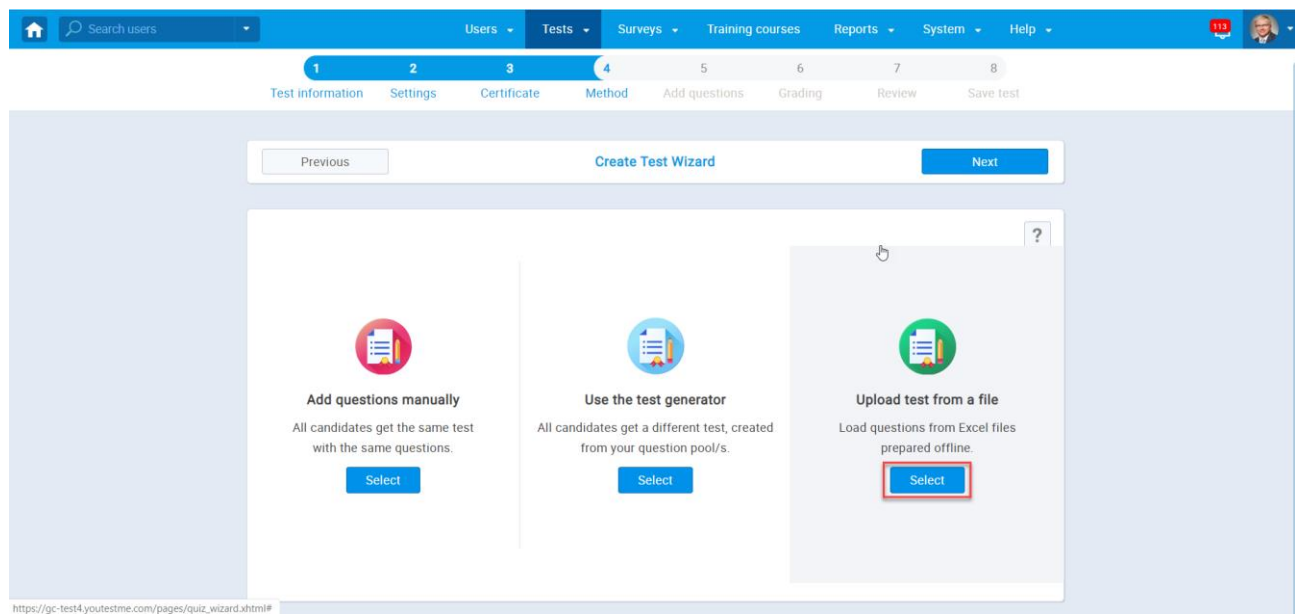 Search users
Users
Tests
Surveys
Training courses
Reports
System
Help
113
1 2 3 4 5 6 7 8
Test information Settings Certificate Method Add questions Grading Review Save test
Previous
Create Test Wizard
Next
?
Add questions manually
All candidates get the same test
with the same questions.
Select
Use the test generator
All candidates get a different test, created
from your question pool/s.
Select
Upload test from a file
Load questions from Excel files
prepared offline.
Select
https://gc-test4.youtestme.com/pages/quiz_wizard.xhtml#